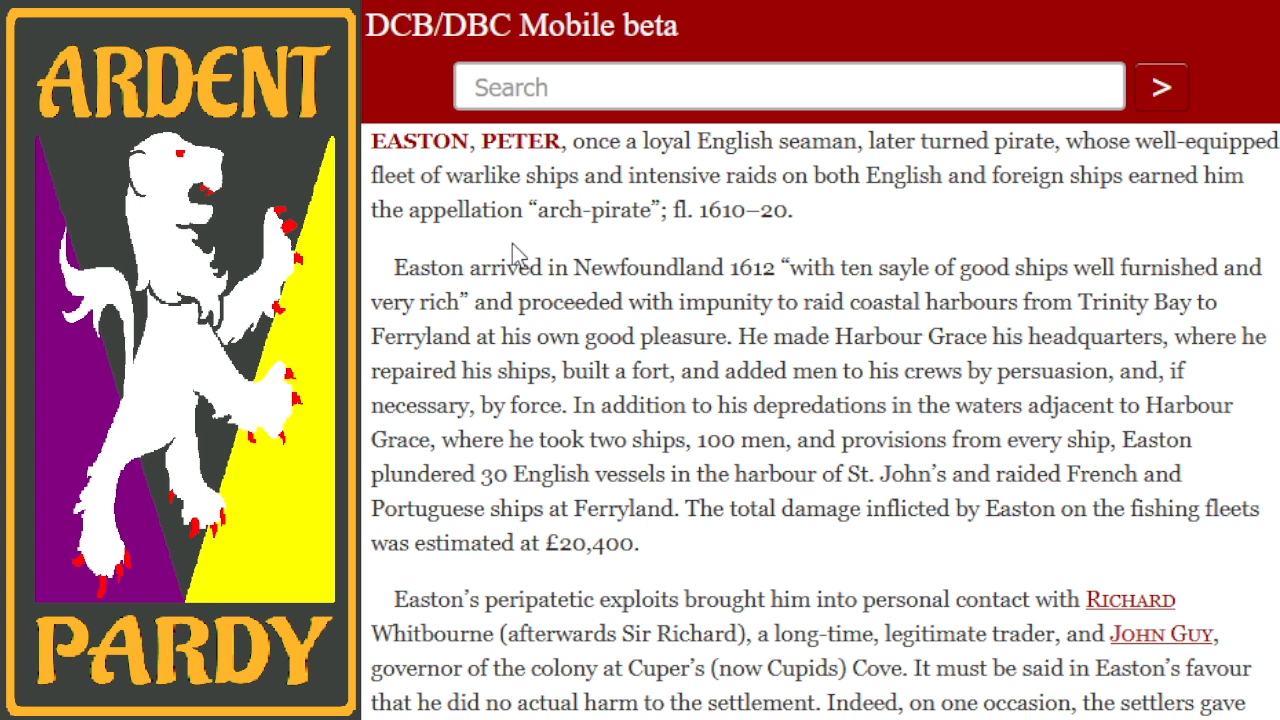 ARDENT
PARDY
DCB/DBC Mobile beta
Search
>
EASTON, PETER, once a loyal English seaman, later turned pirate, whose well-equipped
fleet of warlike ships and intensive raids on both English and foreign ships earned him
the appellation “arch-pirate”; fl. 1610–20.
Easton arrived in Newfoundland 1612 “with ten sayle of good ships well furnished and
very rich” and proceeded with impunity to raid coastal harbours from Trinity Bay to
Ferryland at his own good pleasure. He made Harbour Grace his headquarters, where he
repaired his ships, built a fort, and added men to his crews by persuasion, and, if
necessary, by force. In addition to his depredations in the waters adjacent to Harbour
Grace, where he took two ships, 100 men, and provisions from every ship, Easton
plundered 30 English vessels in the harbour of St. John’s and raided French and
Portuguese ships at Ferryland. The total damage inflicted by Easton on the fishing fleets
was estimated at £20,400.
Easton’s peripatetic exploits brought him into personal contact with RICHARD
Whitbourne (afterwards Sir Richard), a long-time, legitimate trader, and JOHN GUY,
governor of the colony at Cuper’s (now Cupids) Cove. It must be said in Easton’s favour
that he did no actual harm to the settlement. Indeed, on one occasion, the settlers gave